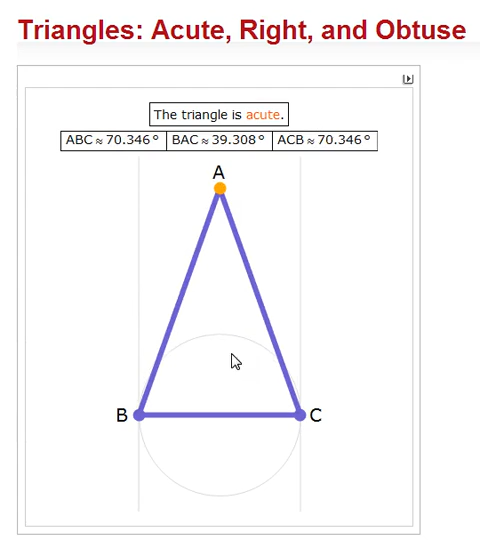 Triangles: Acute, Right, and Obtuse
The triangle is acute.
ABC ≈ 70.346° BAC ≈ 39.308° ACB ≈ 70.346°
A
B C